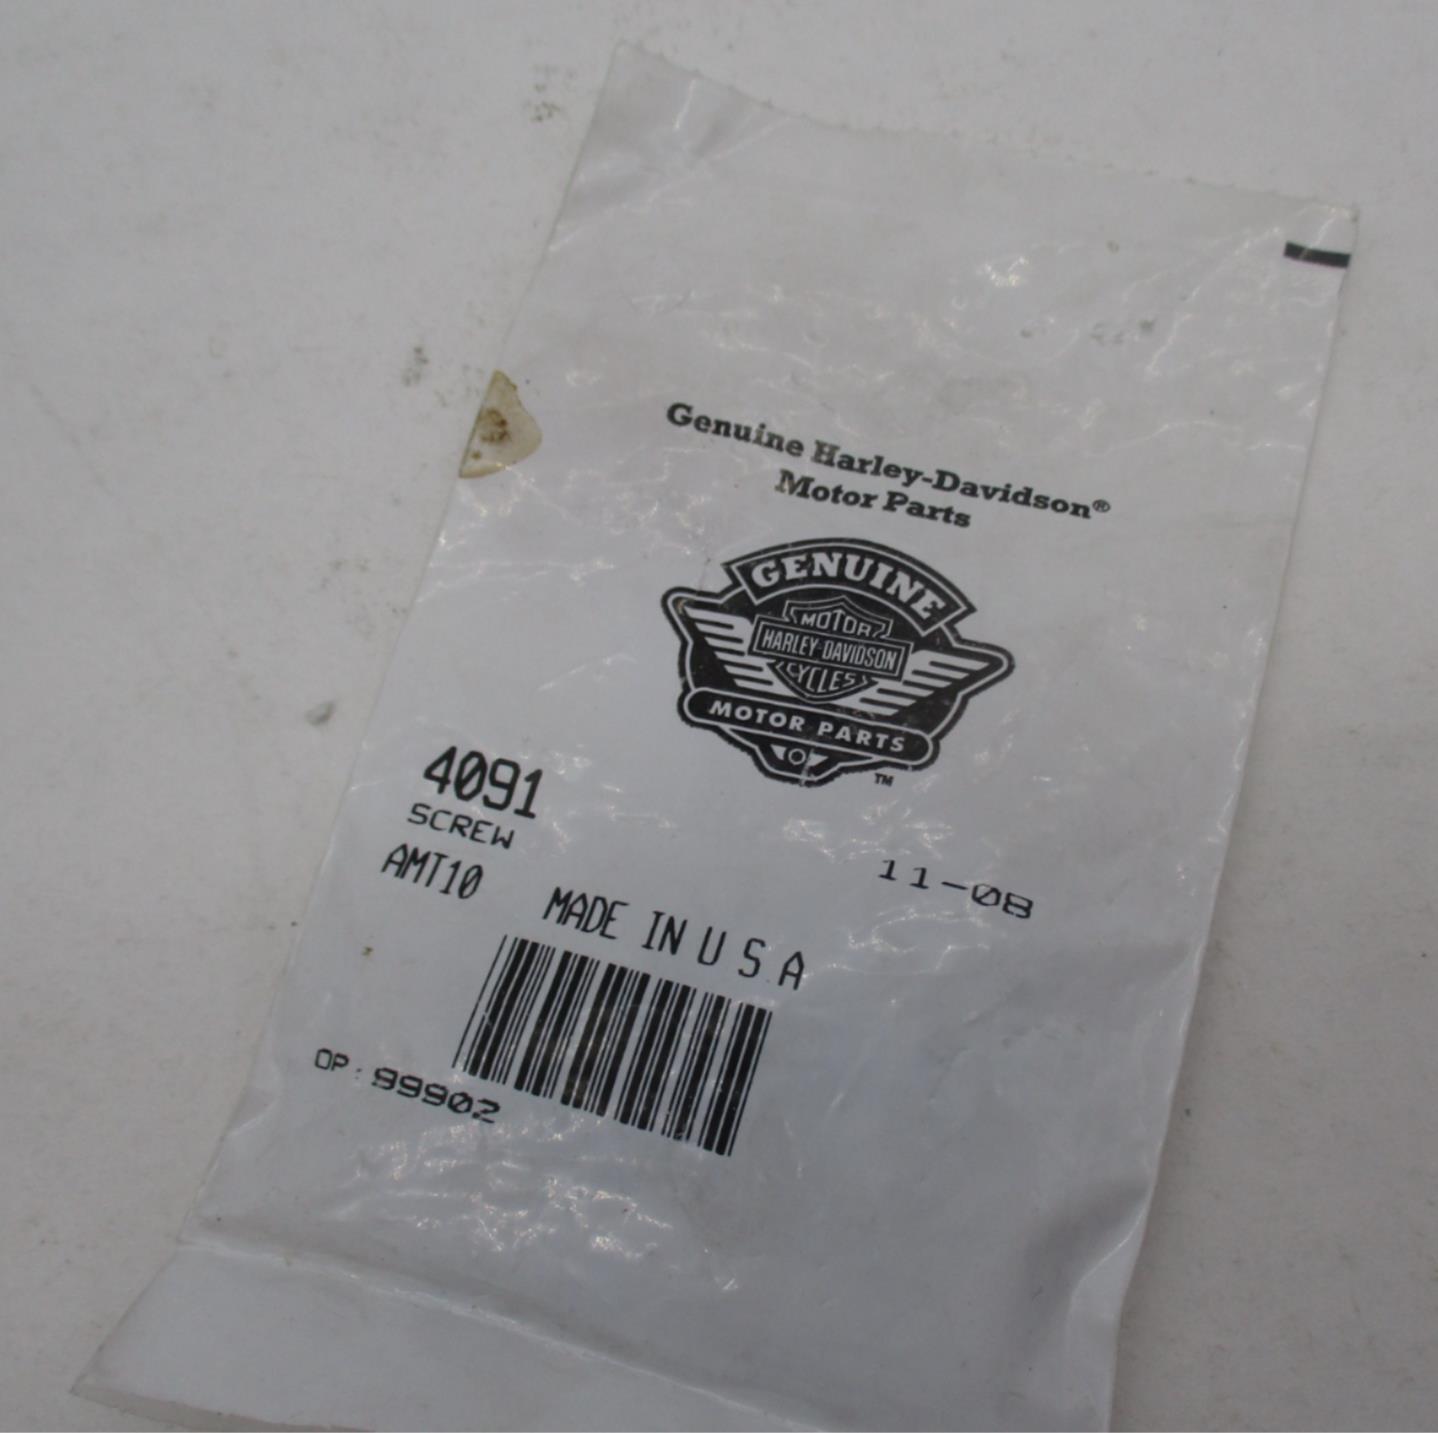 Genuine Harley-Davidson®
Motor Parts
GENUINE
MOTOR
HARLEY-DAVIDSON
CYCLES
MOTOR PARTS
™
4091
SCREW
AMT10
11-08
MADE IN U S A
OP: 99902